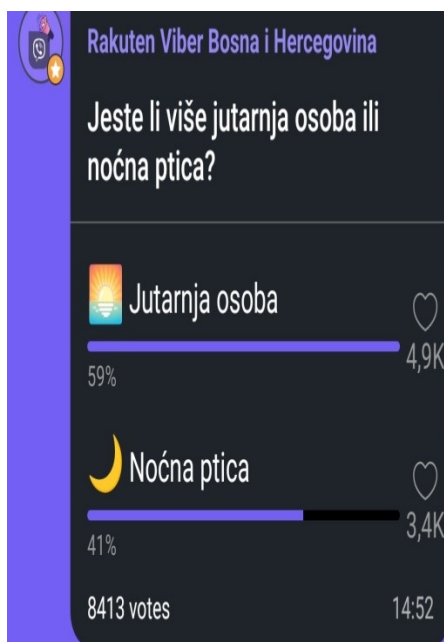 Rakuten Viber Bosna i Hercegovina
Jeste li više jutarnja osoba ili
noćna ptica?
Jutarnja osoba
4,9K
59%
Noćna ptica
3,4K
41%
8413 votes 14:52